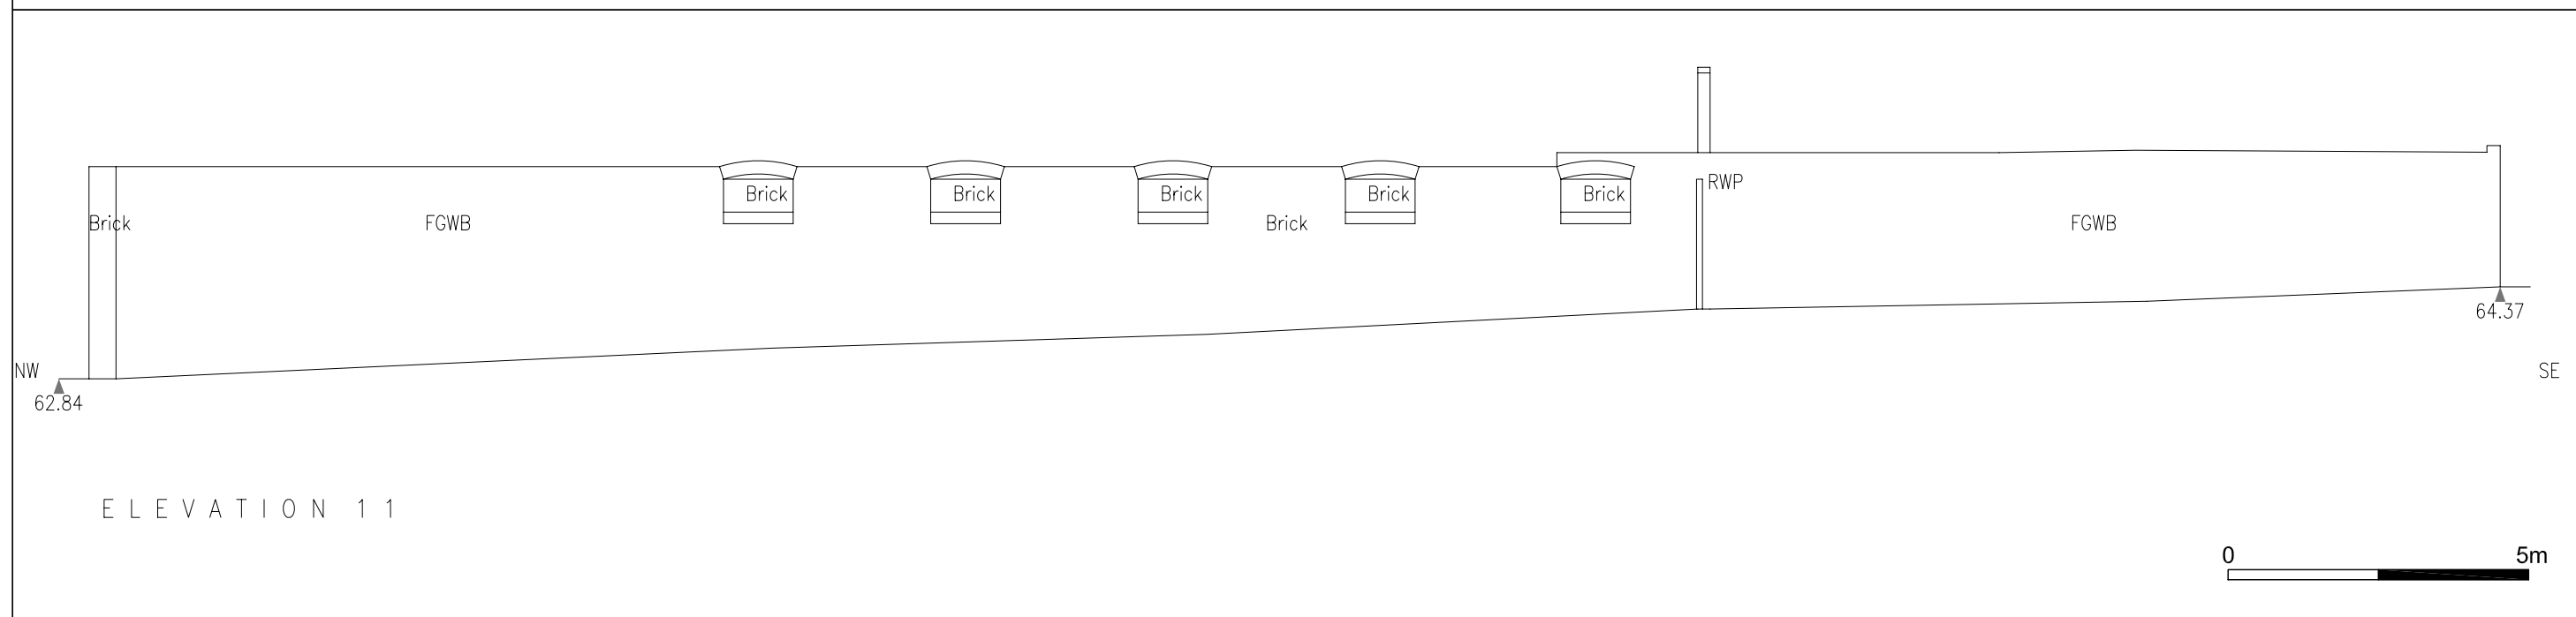 Brick Brick Brick Brick Brick
RWP
Brick FGWB Brick FGWB
64.37
NW SE
62.84
ELEVATION 11
0 5m